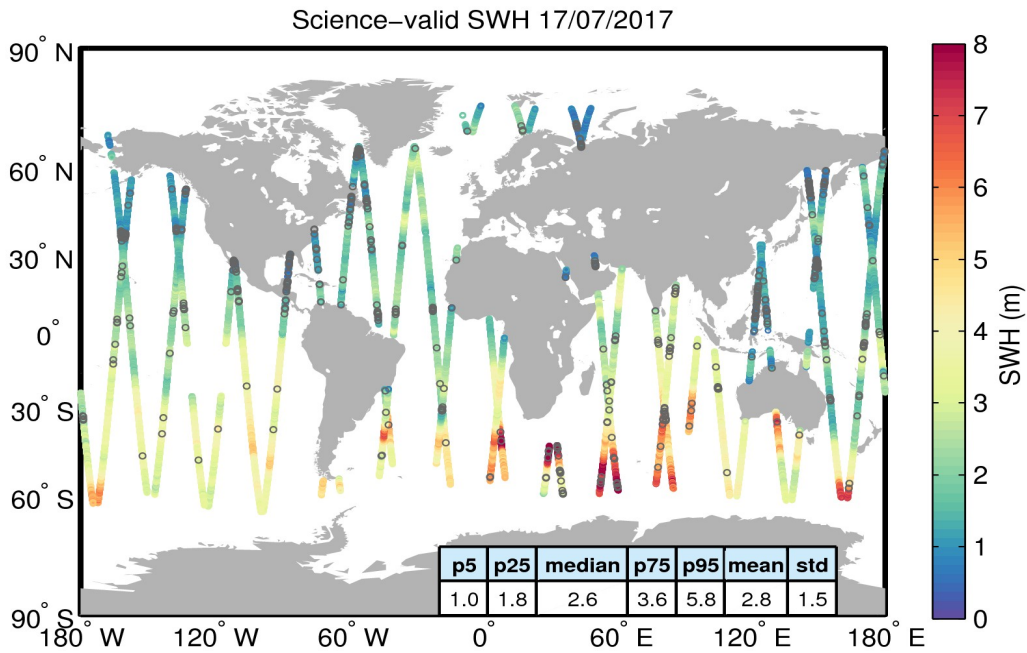 Science−valid SWH 17/07/2017
90° N
60° N
30° N
0°
30° S
60° S
90° S
180° W
120° W
60° W
0°
60° E
120° E
180° E
p5 p25 median p75 p95 mean std
1.0 1.8 2.6 3.6 5.8 2.8 1.5
8
7
6
5
4
3
2
1
0
SWH (m)